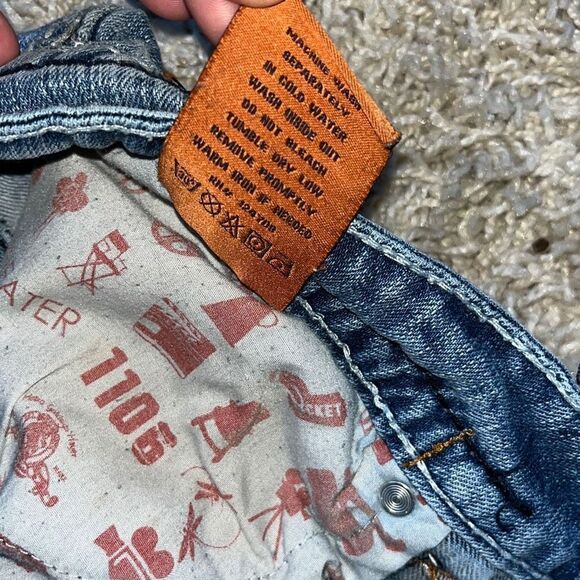 MACHINE WASH
SEPARATELY
IN COLD WATER
WASH INSIDE OUT
DO NOT BLEACH
TUMBLE DRY LOW
REMOVE PROMPTLY
WARM IRON IF NEEDED
ATER
1106